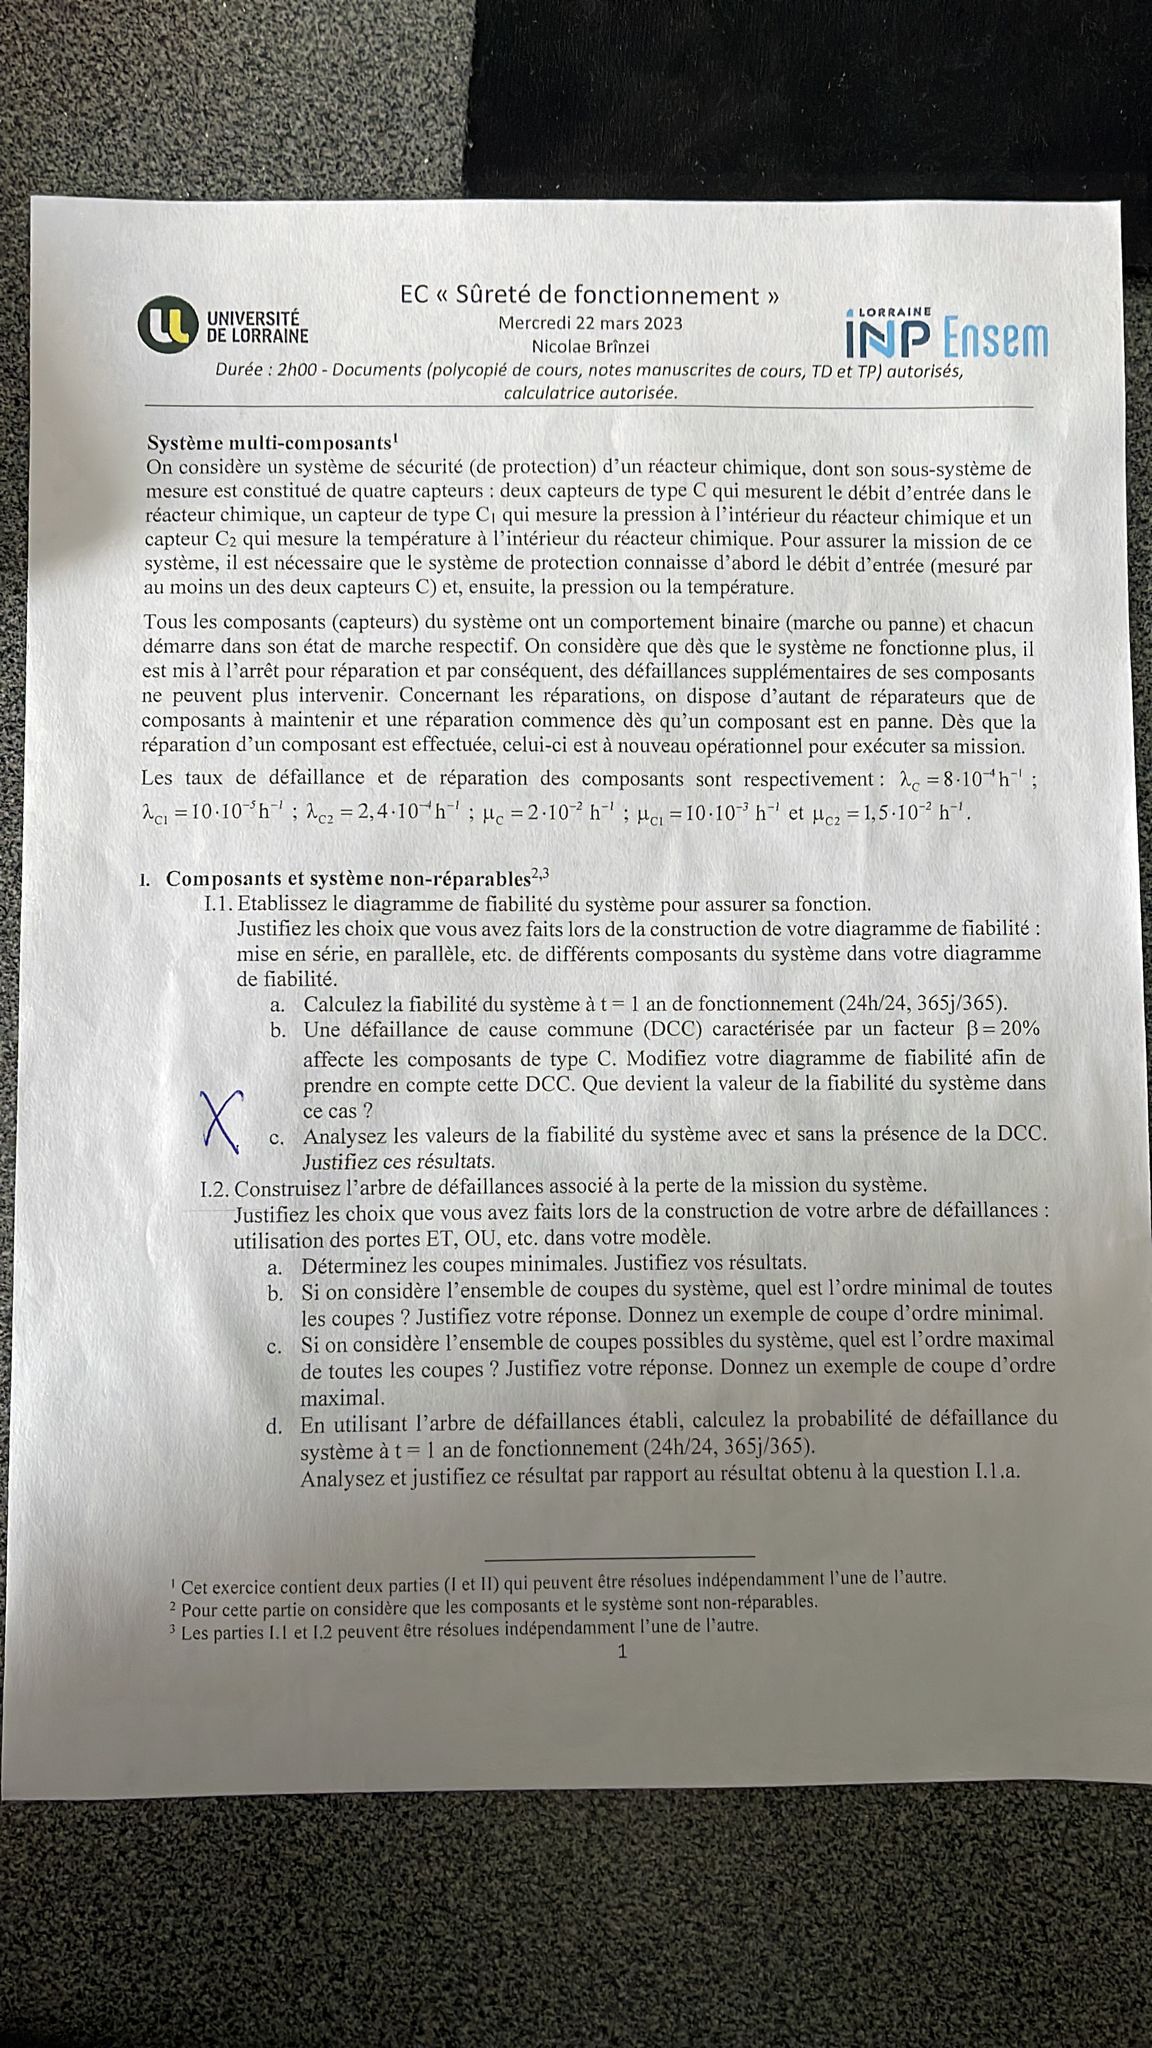 EC « Sûreté de fonctionnement »
UNIVERSITÉ
DE LORRAINE
Mercredi 22 mars 2023
Nicolae Brînzei
LORRAINE
INP Ensem
Durée : 2h00 - Documents (polycopié de cours, notes manuscrites de cours, TD et TP) autorisés,
calculatrice autorisée.
Système multi-composants¹
On considère un système de sécurité (de protection) d'un réacteur chimique, dont son sous-système de
mesure est constitué de quatre capteurs : deux capteurs de type C qui mesurent le débit d'entrée dans le
réacteur chimique, un capteur de type C₁ qui mesure la pression à l'intérieur du réacteur chimique et un
capteur C₂ qui mesure la température à l'intérieur du réacteur chimique. Pour assurer la mission de ce
système, il est nécessaire que le système de protection connaisse d'abord le débit d'entrée (mesuré par
au moins un des deux capteurs C) et, ensuite, la pression ou la température.
Tous les composants (capteurs) du système ont un comportement binaire (marche ou panne) et chacun
démarre dans son état de marche respectif. On considère que dès que le système ne fonctionne plus, il
est mis à l'arrêt pour réparation et par conséquent, des défaillances supplémentaires de ses composants
ne peuvent plus intervenir. Concernant les réparations, on dispose d'autant de réparateurs que de
composants à maintenir et une réparation commence dès qu'un composant est en panne. Dès que la
réparation d'un composant est effectuée, celui-ci est à nouveau opérationnel pour exécuter sa mission.
Les taux de défaillance et de réparation des composants sont respectivement : λ_C = 8·10⁻⁴ h⁻¹ ;
λ_C1 = 10·10⁻⁵ h⁻¹ ; λ_C2 = 2,4·10⁻⁴ h⁻¹ ; μ_C = 2·10⁻² h⁻¹ ; μ_C1 = 10·10⁻³ h⁻¹ et μ_C2 = 1,5·10⁻² h⁻¹.
I. Composants et système non-réparables²,³
I.1. Etablissez le diagramme de fiabilité du système pour assurer sa fonction.
Justifiez les choix que vous avez faits lors de la construction de votre diagramme de fiabilité :
mise en série, en parallèle, etc. de différents composants du système dans votre diagramme
de fiabilité.
a. Calculez la fiabilité du système à t = 1 an de fonctionnement (24h/24, 365j/365).
b. Une défaillance de cause commune (DCC) caractérisée par un facteur β = 20%
affecte les composants de type C. Modifiez votre diagramme de fiabilité afin de
prendre en compte cette DCC. Que devient la valeur de la fiabilité du système dans
ce cas ?
X
c. Analysez les valeurs de la fiabilité du système avec et sans la présence de la DCC.
Justifiez ces résultats.
I.2. Construisez l'arbre de défaillances associé à la perte de la mission du système.
Justifiez les choix que vous avez faits lors de la construction de votre arbre de défaillances :
utilisation des portes ET, OU, etc. dans votre modèle.
a. Déterminez les coupes minimales. Justifiez vos résultats.
b. Si on considère l'ensemble de coupes du système, quel est l'ordre minimal de toutes
les coupes ? Justifiez votre réponse. Donnez un exemple de coupe d'ordre minimal.
c. Si on considère l'ensemble de coupes possibles du système, quel est l'ordre maximal
de toutes les coupes ? Justifiez votre réponse. Donnez un exemple de coupe d'ordre
maximal.
d. En utilisant l'arbre de défaillances établi, calculez la probabilité de défaillance du
système à t = 1 an de fonctionnement (24h/24, 365j/365).
Analysez et justifiez ce résultat par rapport au résultat obtenu à la question I.1.a.
¹ Cet exercice contient deux parties (I et II) qui peuvent être résolues indépendamment l'une de l'autre.
² Pour cette partie on considère que les composants et le système sont non-réparables.
³ Les parties I.1 et I.2 peuvent être résolues indépendamment l'une de l'autre.
1